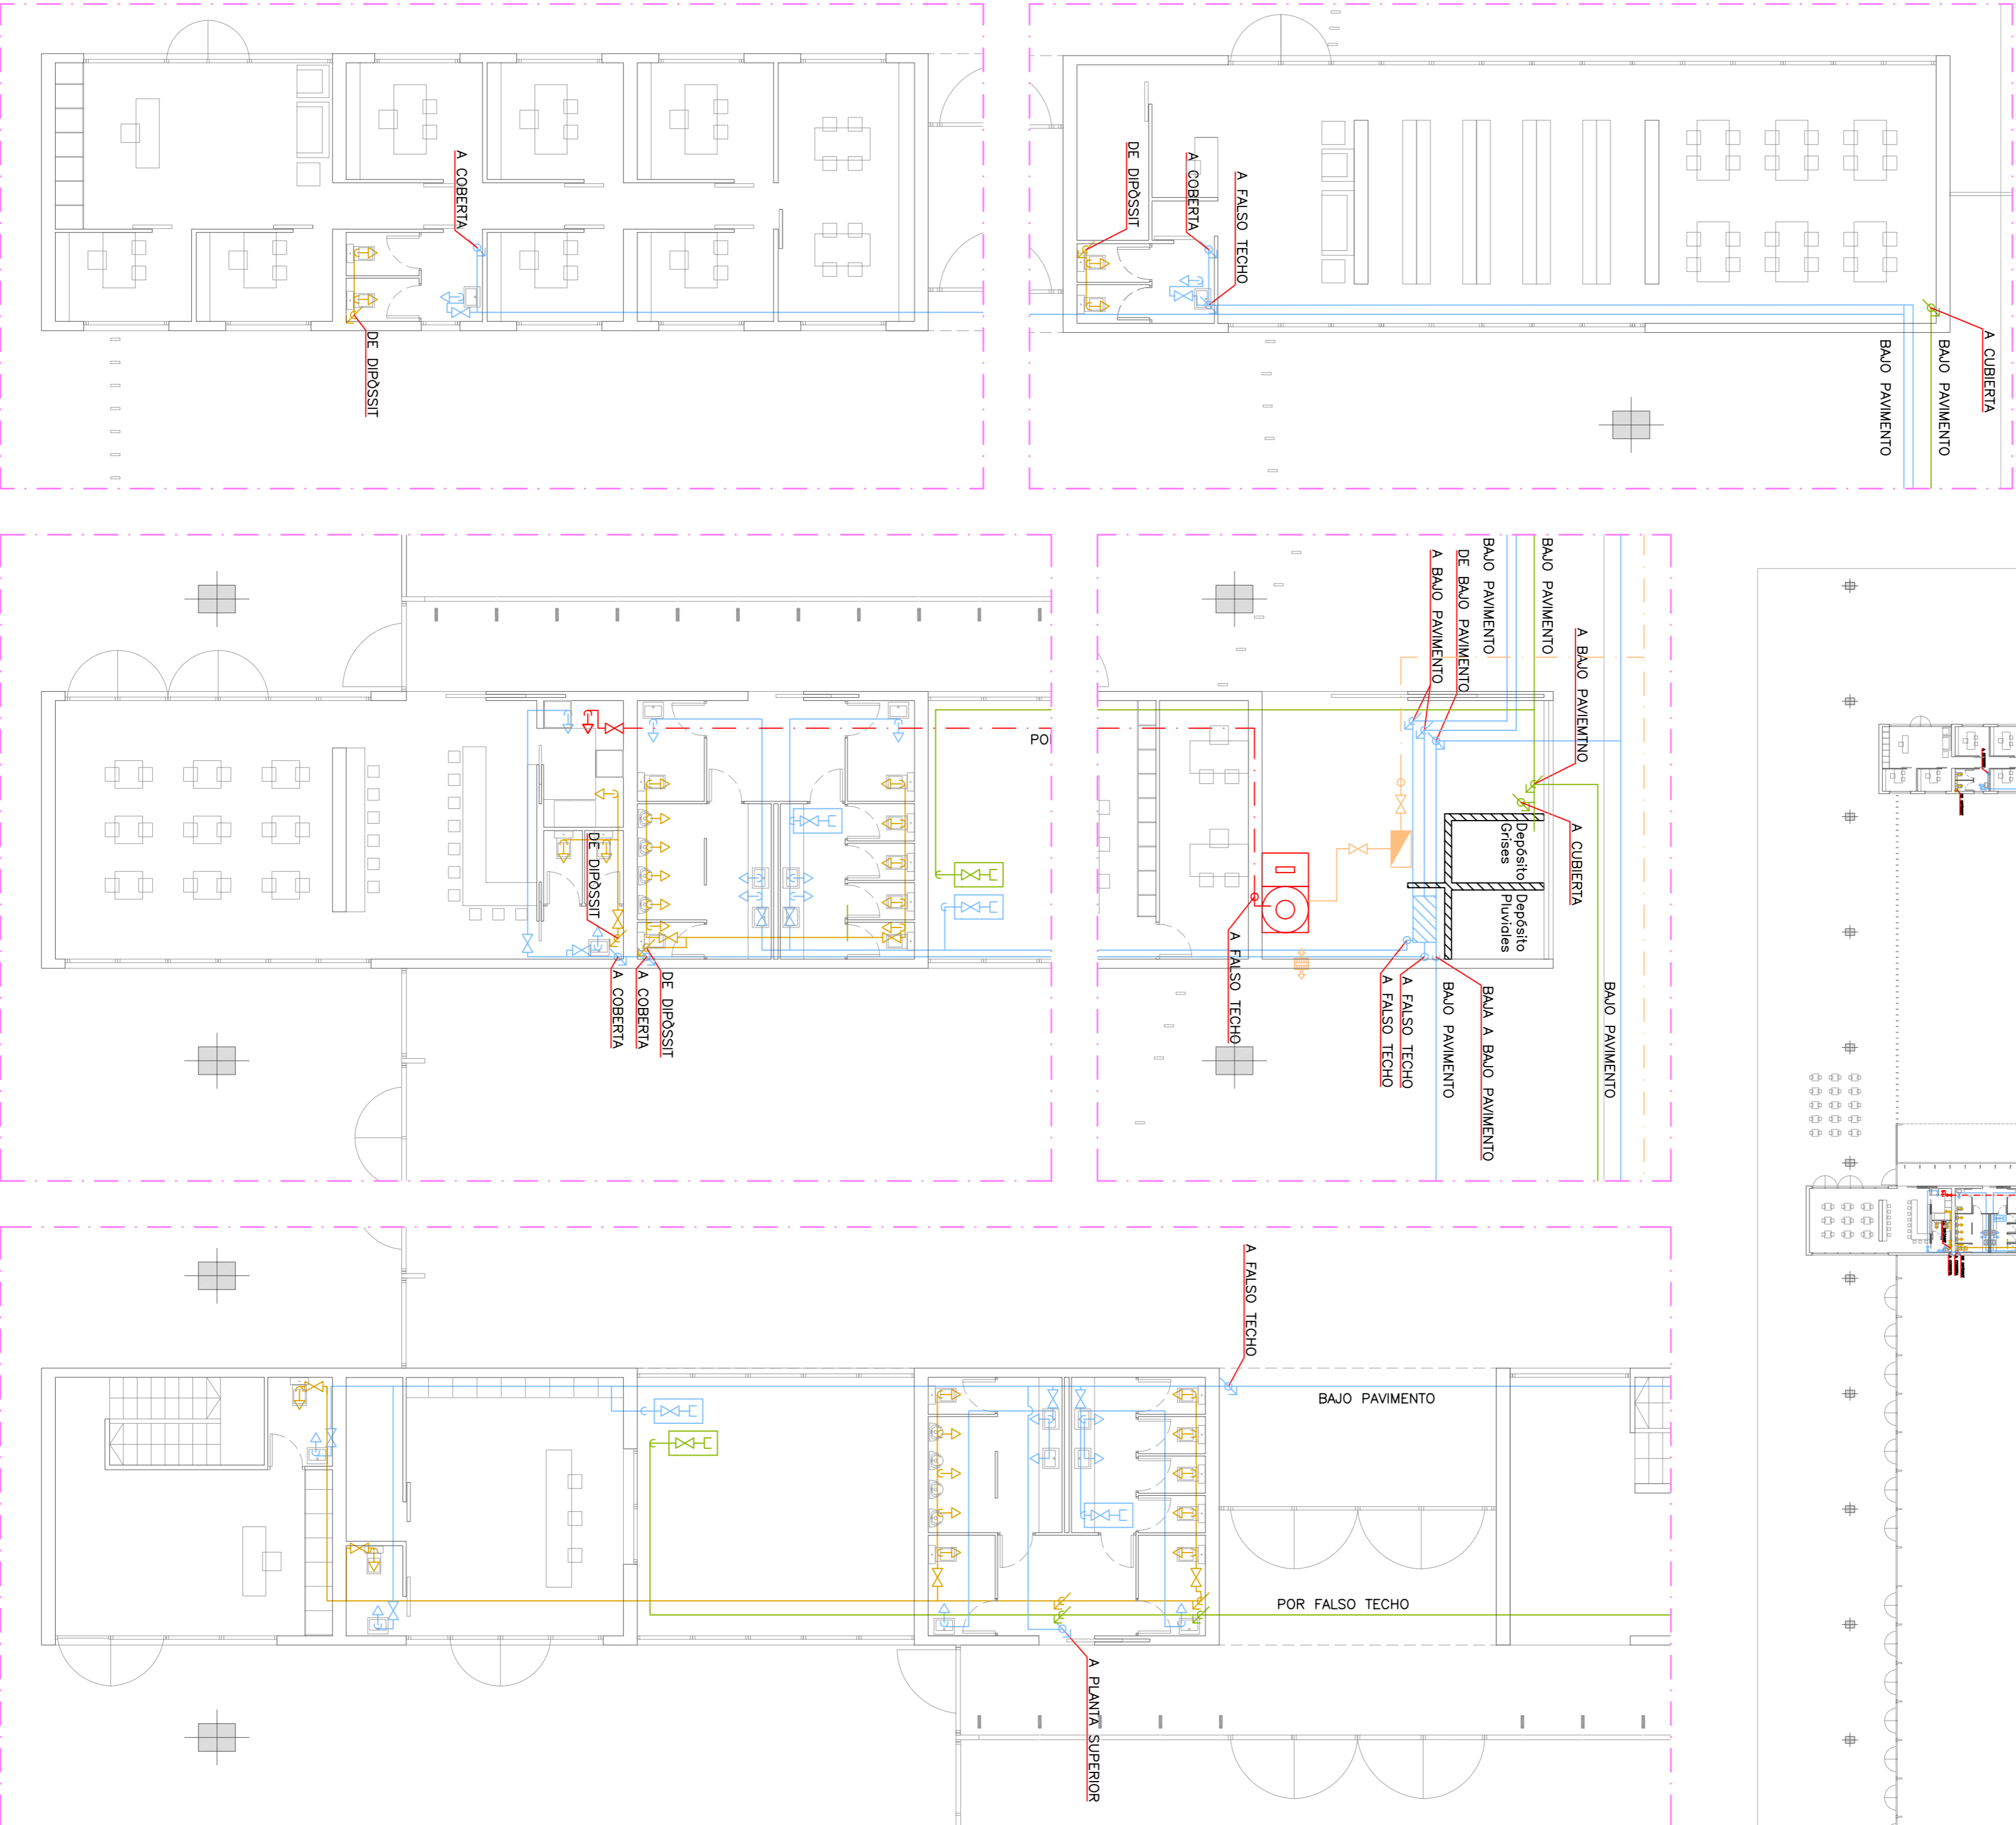 A COBERTA
DE DIPÒSSIT
DE DIPÒSSIT
A COBERTA
A FALSO TECHO
BAJO PAVIMENTO
BAJO PAVIMENTO
A CUBIERTA
DE DIPÒSSIT
A COBERTA
A COBERTA
DE DIPÒSSIT
PO
A BAJO PAVIMENTO
DE BAJO PAVIMENTO
BAJO PAVIMENTO
BAJO PAVIMENTO
A BAJO PAVIEMTNO
A CUBIERTA
Depósito
Grises
Depósito
Pluviales
A FALSO TECHO
A FALSO TECHO
A FALSO TECHO
BAJO PAVIMENTO
BAJA A BAJO PAVIMENTO
BAJO PAVIMENTO
A FALSO TECHO
BAJO PAVIMENTO
POR FALSO TECHO
A PLANTA SUPERIOR